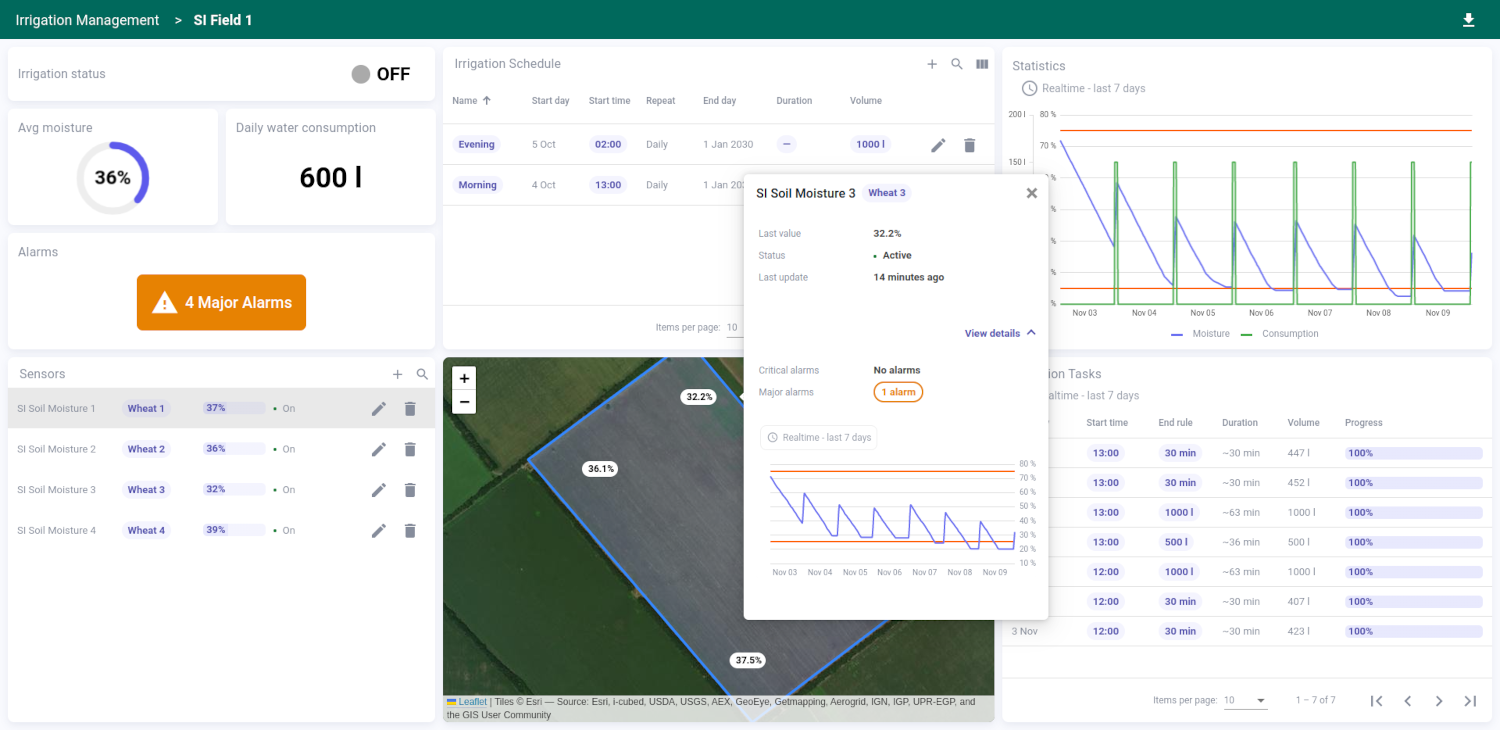 Irrigation Management > SI Field 1
Irrigation status
OFF
Avg moisture
36%
Daily water consumption
600 l
Alarms
4 Major Alarms
Sensors
SI Soil Moisture 1 Wheat 1 37% On
SI Soil Moisture 2 Wheat 2 36% On
SI Soil Moisture 3 Wheat 3 32% On
SI Soil Moisture 4 Wheat 4 39% On
Irrigation Schedule
Name Start day Start time Repeat End day Duration Volume
Evening 5 Oct 02:00 Daily 1 Jan 2030 – 1000 l
Morning 4 Oct 13:00 Daily 1 Jan
Items per page: 10
+
−
32.2%
36.1%
37.5%
Leaflet | Tiles © Esri — Source: Esri, i-cubed, USDA, USGS, AEX, GeoEye, Getmapping, Aerogrid, IGN, IGP, UPR-EGP, and
the GIS User Community
SI Soil Moisture 3 Wheat 3
Last value 32.2%
Status Active
Last update 14 minutes ago
View details
Critical alarms No alarms
Major alarms 1 alarm
Realtime - last 7 days
80 %
70 %
60 %
50 %
40 %
30 %
20 %
10 %
Nov 03 Nov 04 Nov 05 Nov 06 Nov 07 Nov 08 Nov 09
Statistics
Realtime - last 7 days
200 l 80 %
70 %
150 l
%
%
%
%
%
Nov 03 Nov 04 Nov 05 Nov 06 Nov 07 Nov 08 Nov 09
Moisture Consumption
Tasks
last 7 days
Start time End rule Duration Volume Progress
13:00 30 min ~30 min 447 l 100%
13:00 30 min ~30 min 452 l 100%
13:00 1000 l ~63 min 1000 l 100%
13:00 500 l ~36 min 500 l 100%
12:00 1000 l ~63 min 1000 l 100%
12:00 30 min ~30 min 407 l 100%
3 Nov 12:00 30 min ~30 min 423 l 100%
Items per page: 10 1 – 7 of 7